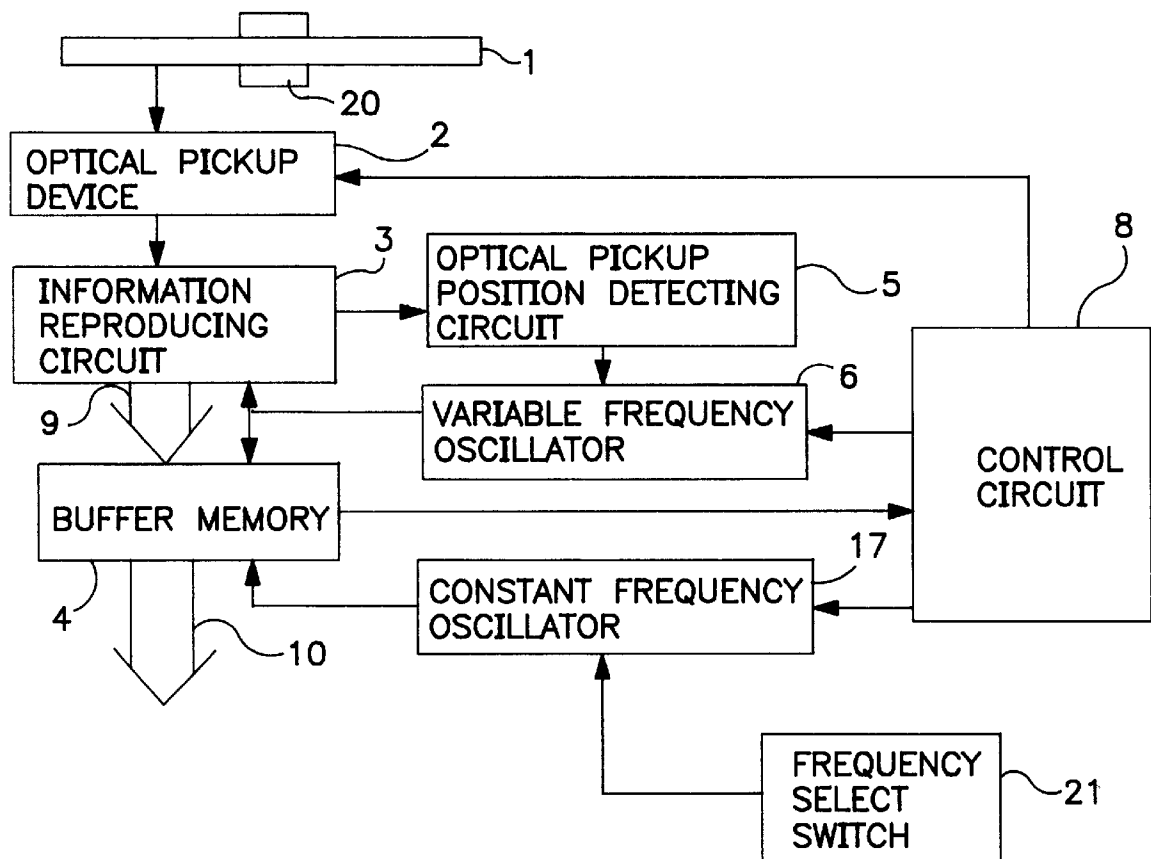 1
20
2
OPTICAL PICKUP
DEVICE
3
INFORMATION
REPRODUCING
CIRCUIT
OPTICAL PICKUP
POSITION DETECTING
CIRCUIT
5
8
9
6
VARIABLE FREQUENCY
OSCILLATOR
CONTROL
CIRCUIT
BUFFER MEMORY
17
4
CONSTANT FREQUENCY
OSCILLATOR
10
FREQUENCY
SELECT
SWITCH
21